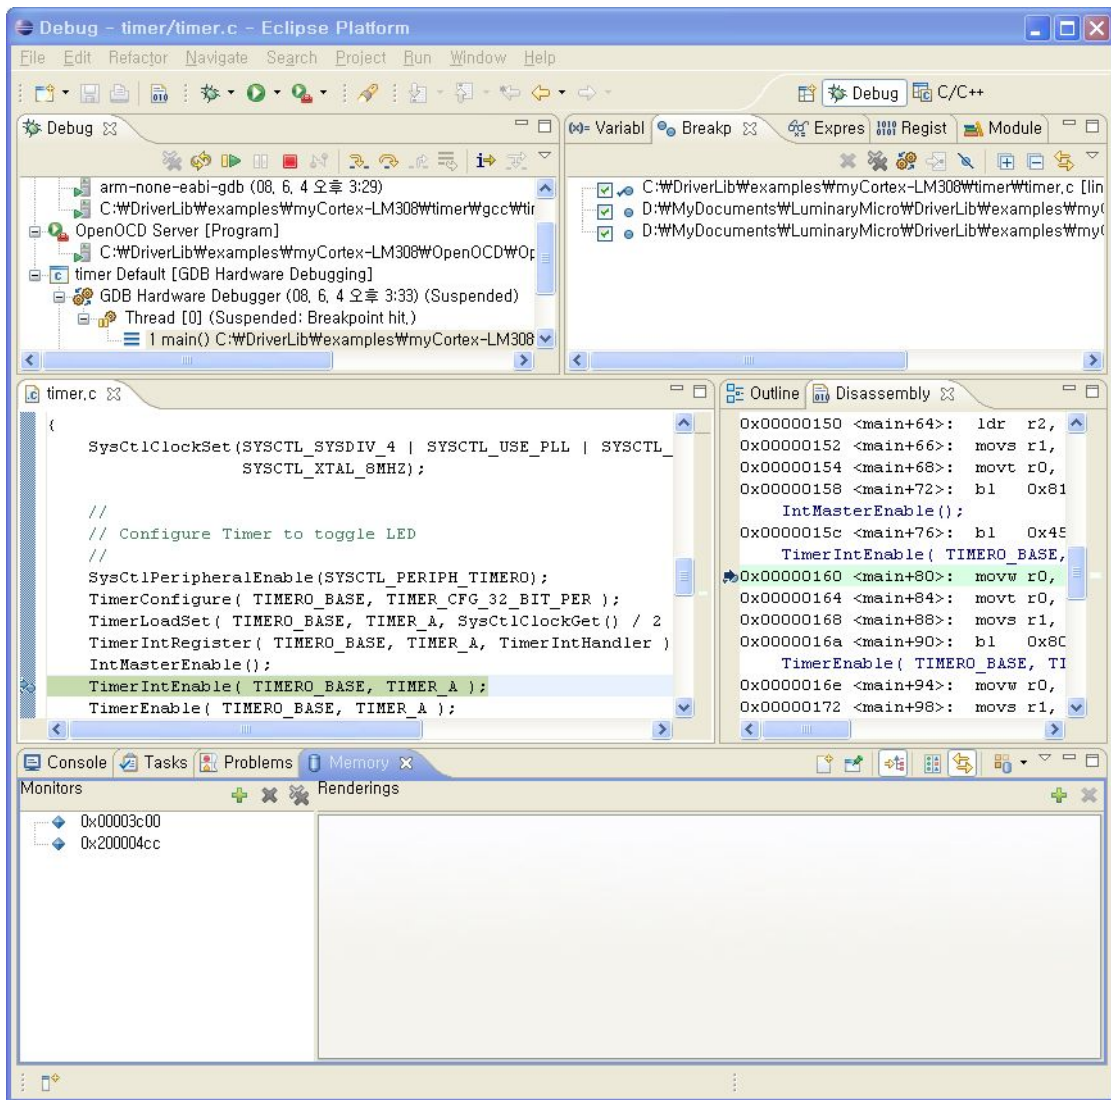 Debug - timer/timer.c - Eclipse Platform
File Edit Refactor Navigate Search Project Run Window Help
Debug C/C++
Debug
arm-none-eabi-gdb (08. 6. 4 오후 3:29)
C:₩DriverLib₩examples₩myCortex-LM308₩timer₩gcc₩tir
OpenOCD Server [Program]
C:₩DriverLib₩examples₩myCortex-LM308₩OpenOCD₩Op
timer Default [GDB Hardware Debugging]
GDB Hardware Debugger (08. 6. 4 오후 3:33) (Suspended)
Thread [0] (Suspended: Breakpoint hit.)
1 main() C:₩DriverLib₩examples₩myCortex-LM308
(x)= Variabl Breakp Expres Regist Module
C:₩DriverLib₩examples₩myCortex-LM308₩timer₩timer.c [lin
D:₩MyDocuments₩LuminaryMicro₩DriverLib₩examples₩my(
D:₩MyDocuments₩LuminaryMicro₩DriverLib₩examples₩my(
timer.c
{
SysCtlClockSet(SYSCTL_SYSDIV_4 | SYSCTL_USE_PLL | SYSCTL_
SYSCTL_XTAL_8MHZ);
//
// Configure Timer to toggle LED
//
SysCtlPeripheralEnable(SYSCTL_PERIPH_TIMER0);
TimerConfigure( TIMER0_BASE, TIMER_CFG_32_BIT_PER );
TimerLoadSet( TIMER0_BASE, TIMER_A, SysCtlClockGet() / 2
TimerIntRegister( TIMER0_BASE, TIMER_A, TimerIntHandler )
IntMasterEnable();
TimerIntEnable( TIMER0_BASE, TIMER_A );
TimerEnable( TIMER0_BASE, TIMER_A );
Outline Disassembly
0x00000150 <main+64>: ldr r2,
0x00000152 <main+66>: movs r1,
0x00000154 <main+68>: movt r0,
0x00000158 <main+72>: bl 0x81
IntMasterEnable();
0x0000015c <main+76>: bl 0x45
TimerIntEnable( TIMER0_BASE,
0x00000160 <main+80>: movw r0,
0x00000164 <main+84>: movt r0,
0x00000168 <main+88>: movs r1,
0x0000016a <main+90>: bl 0x80
TimerEnable( TIMER0_BASE, TI
0x0000016e <main+94>: movw r0,
0x00000172 <main+98>: movs r1,
Console Tasks Problems Memory
Monitors
0x00003c00
0x200004cc
Renderings